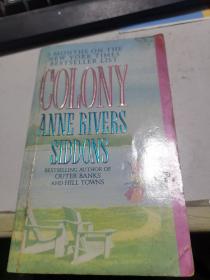 3 MONTHS ON THE
NEW YORK TIMES
BESTSELLER LIST
COLONY
ANNE RIVERS
SIDDONS
BESTSELLING AUTHOR OF
OUTER BANKS
AND HILL TOWNS